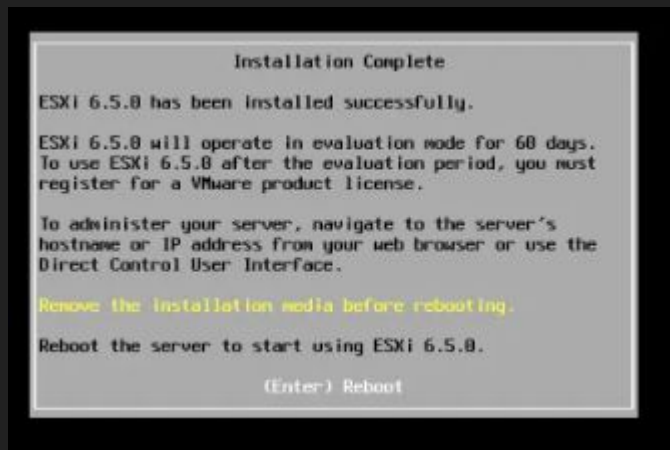 Installation Complete
ESXi 6.5.0 has been installed successfully.
ESXi 6.5.0 will operate in evaluation mode for 60 days.
To use ESXi 6.5.0 after the evaluation period, you must
register for a VMware product license.
To administer your server, navigate to the server's
hostname or IP address from your web browser or use the
Direct Control User Interface.
Remove the installation media before rebooting.
Reboot the server to start using ESXi 6.5.0.
(Enter) Reboot